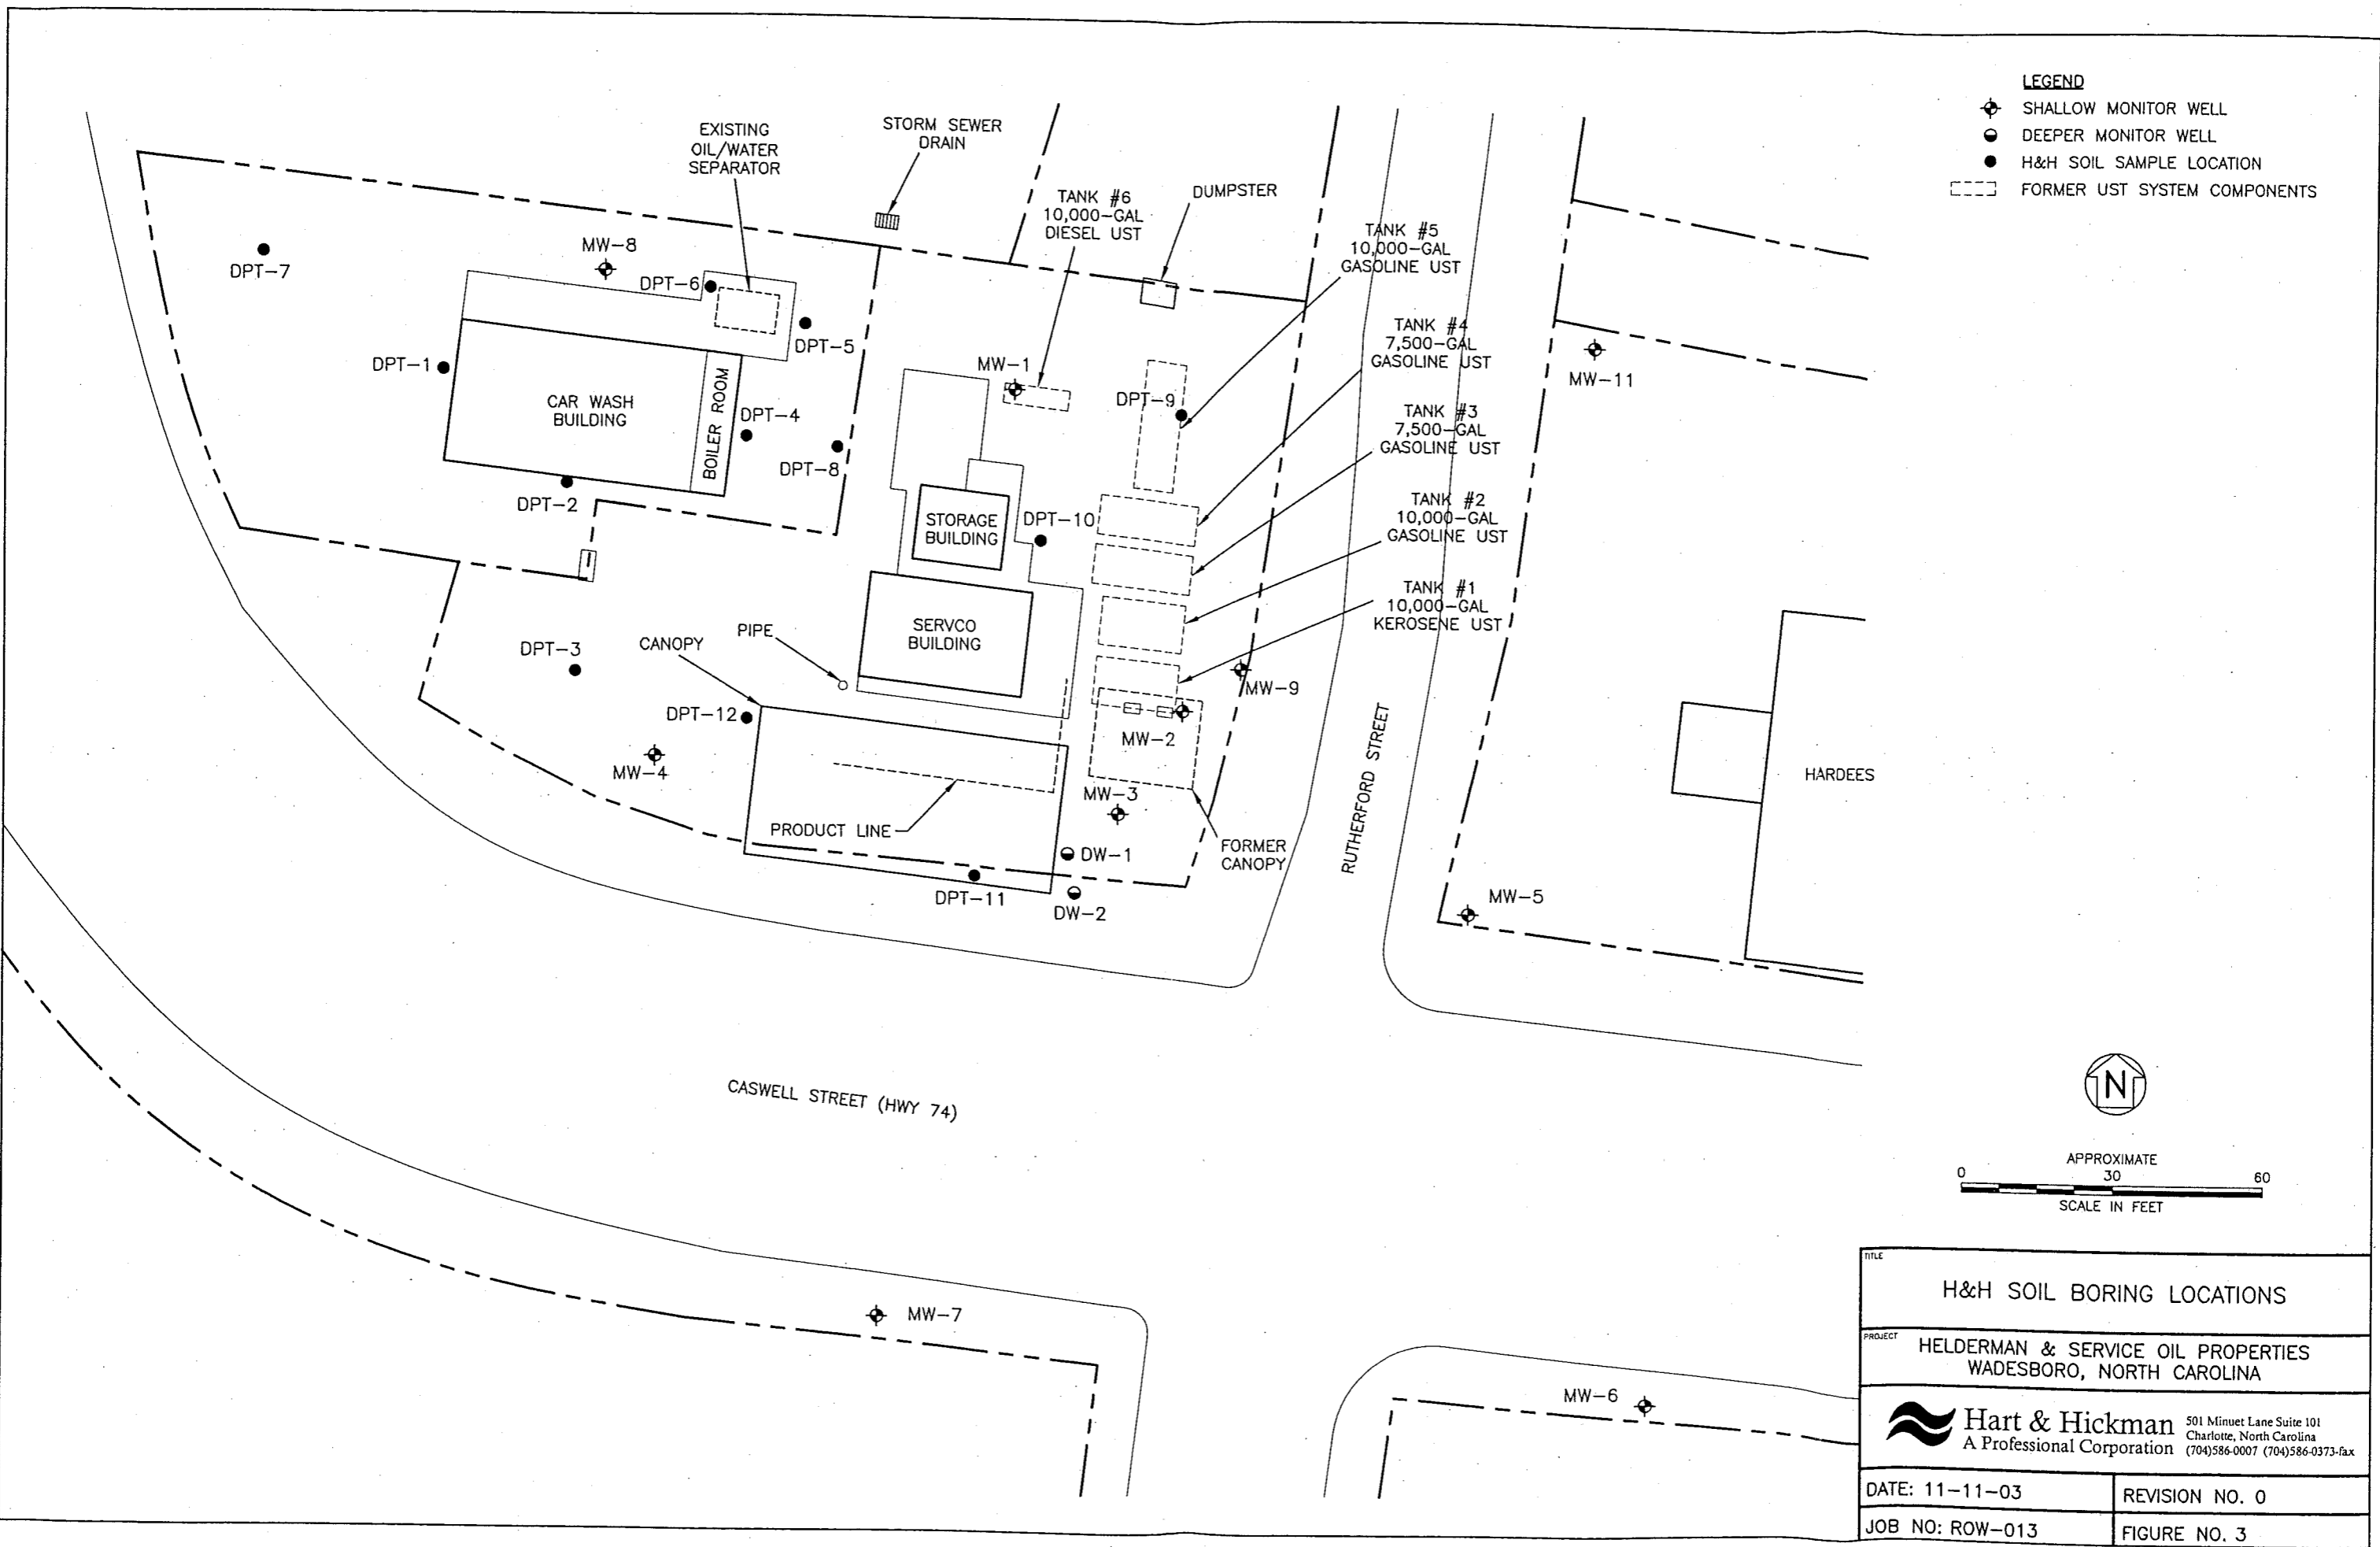 LEGEND
SHALLOW MONITOR WELL
DEEPER MONITOR WELL
H&H SOIL SAMPLE LOCATION
FORMER UST SYSTEM COMPONENTS
EXISTING
OIL/WATER
SEPARATOR
STORM SEWER
DRAIN
TANK #6
10,000-GAL
DIESEL UST
DUMPSTER
TANK #5
10,000-GAL
GASOLINE UST
TANK #4
7,500-GAL
GASOLINE UST
TANK #3
7,500-GAL
GASOLINE UST
TANK #2
10,000-GAL
GASOLINE UST
TANK #1
10,000-GAL
KEROSENE UST
DPT-7
MW-8
DPT-6
DPT-5
DPT-1
CAR WASH
BUILDING
BOILER ROOM
DPT-4
DPT-8
DPT-2
MW-1
DPT-9
MW-11
STORAGE
BUILDING
DPT-10
SERVCO
BUILDING
DPT-3
CANOPY
PIPE
DPT-12
MW-4
MW-9
MW-2
MW-3
PRODUCT LINE
DW-1
FORMER
CANOPY
DPT-11
DW-2
RUTHERFORD STREET
MW-5
HARDEES
CASWELL STREET (HWY 74)
MW-7
MW-6
N
APPROXIMATE
0 30 60
SCALE IN FEET
TITLE
H&H SOIL BORING LOCATIONS
PROJECT
HELDERMAN & SERVICE OIL PROPERTIES
WADESBORO, NORTH CAROLINA
Hart & Hickman
A Professional Corporation
501 Minuet Lane Suite 101
Charlotte, North Carolina
(704)586-0007 (704)586-0373-fax
DATE: 11-11-03
REVISION NO. 0
JOB NO: ROW-013
FIGURE NO. 3